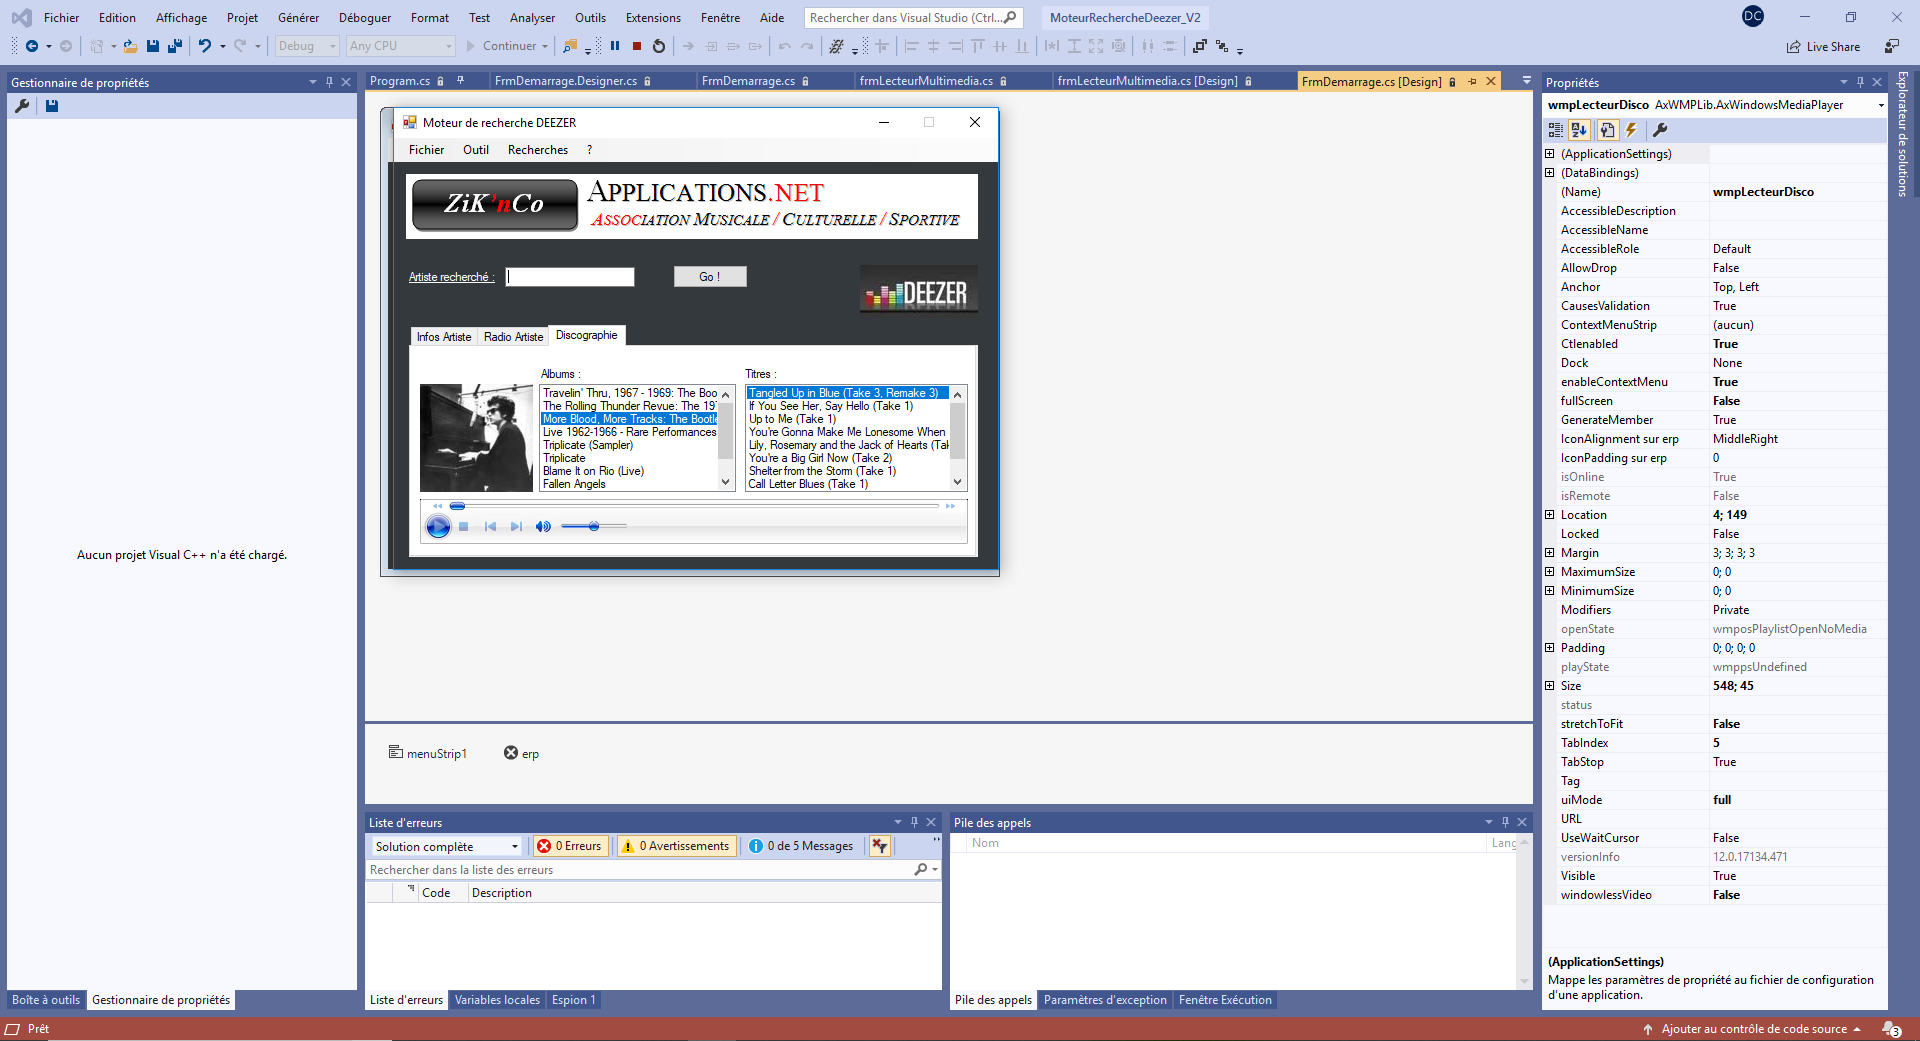 Fichier Edition Affichage Projet Générer Déboguer Format Test Analyser Outils Extensions Fenêtre Aide
Rechercher dans Visual Studio (Ctrl...
MoteurRechercheDeezer_V2
DC
Debug
Any CPU
Continuer
Live Share
Gestionnaire de propriétés
Aucun projet Visual C++ n'a été chargé.
Boîte à outils
Gestionnaire de propriétés
Program.cs
FrmDemarrage.Designer.cs
FrmDemarrage.cs
frmLecteurMultimedia.cs
frmLecteurMultimedia.cs [Design]
FrmDemarrage.cs [Design]
Moteur de recherche DEEZER
Fichier Outil Recherches ?
ZiK'nCo
APPLICATIONS.NET
ASSOCIATION MUSICALE / CULTURELLE / SPORTIVE
Artiste recherché :
Go !
DEEZER
Infos Artiste
Radio Artiste
Discographie
Albums :
Travelin' Thru, 1967 - 1969: The Boo
The Rolling Thunder Revue: The 197
More Blood, More Tracks: The Bootle
Live 1962-1966 - Rare Performances
Triplicate (Sampler)
Triplicate
Blame It on Rio (Live)
Fallen Angels
Titres :
Tangled Up in Blue (Take 3, Remake 3)
If You See Her, Say Hello (Take 1)
Up to Me (Take 1)
You're Gonna Make Me Lonesome When
Lily, Rosemary and the Jack of Hearts (Tak
You're a Big Girl Now (Take 2)
Shelter from the Storm (Take 1)
Call Letter Blues (Take 1)
menuStrip1
erp
Liste d'erreurs
Solution complète
0 Erreurs
0 Avertissements
0 de 5 Messages
Rechercher dans la liste des erreurs
Code
Description
Liste d'erreurs
Variables locales
Espion 1
Pile des appels
Nom
Lang
Pile des appels
Paramètres d'exception
Fenêtre Exécution
Propriétés
wmpLecteurDisco AxWMPLib.AxWindowsMediaPlayer
(ApplicationSettings)
(DataBindings)
(Name) wmpLecteurDisco
AccessibleDescription
AccessibleName
AccessibleRole Default
AllowDrop False
Anchor Top, Left
CausesValidation True
ContextMenuStrip (aucun)
Ctlenabled True
Dock None
enableContextMenu True
fullScreen False
GenerateMember True
IconAlignment sur erp MiddleRight
IconPadding sur erp 0
isOnline True
isRemote False
Location 4; 149
Locked False
Margin 3; 3; 3; 3
MaximumSize 0; 0
MinimumSize 0; 0
Modifiers Private
openState wmposPlaylistOpenNoMedia
Padding 0; 0; 0; 0
playState wmppsUndefined
Size 548; 45
status
stretchToFit False
TabIndex 5
TabStop True
Tag
uiMode full
URL
UseWaitCursor False
versionInfo 12.0.17134.471
Visible True
windowlessVideo False
(ApplicationSettings)
Mappe les paramètres de propriété au fichier de configuration
d'une application.
Explorateur de solutions
Prêt
Ajouter au contrôle de code source
3